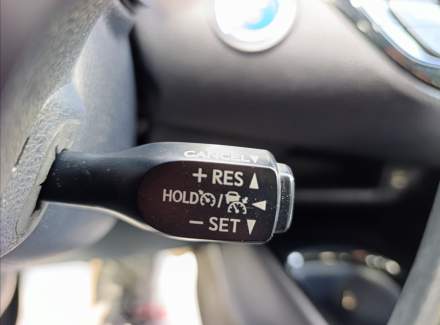 CANCEL▼
+ RES ▲
HOLD / ◄
− SET ▼